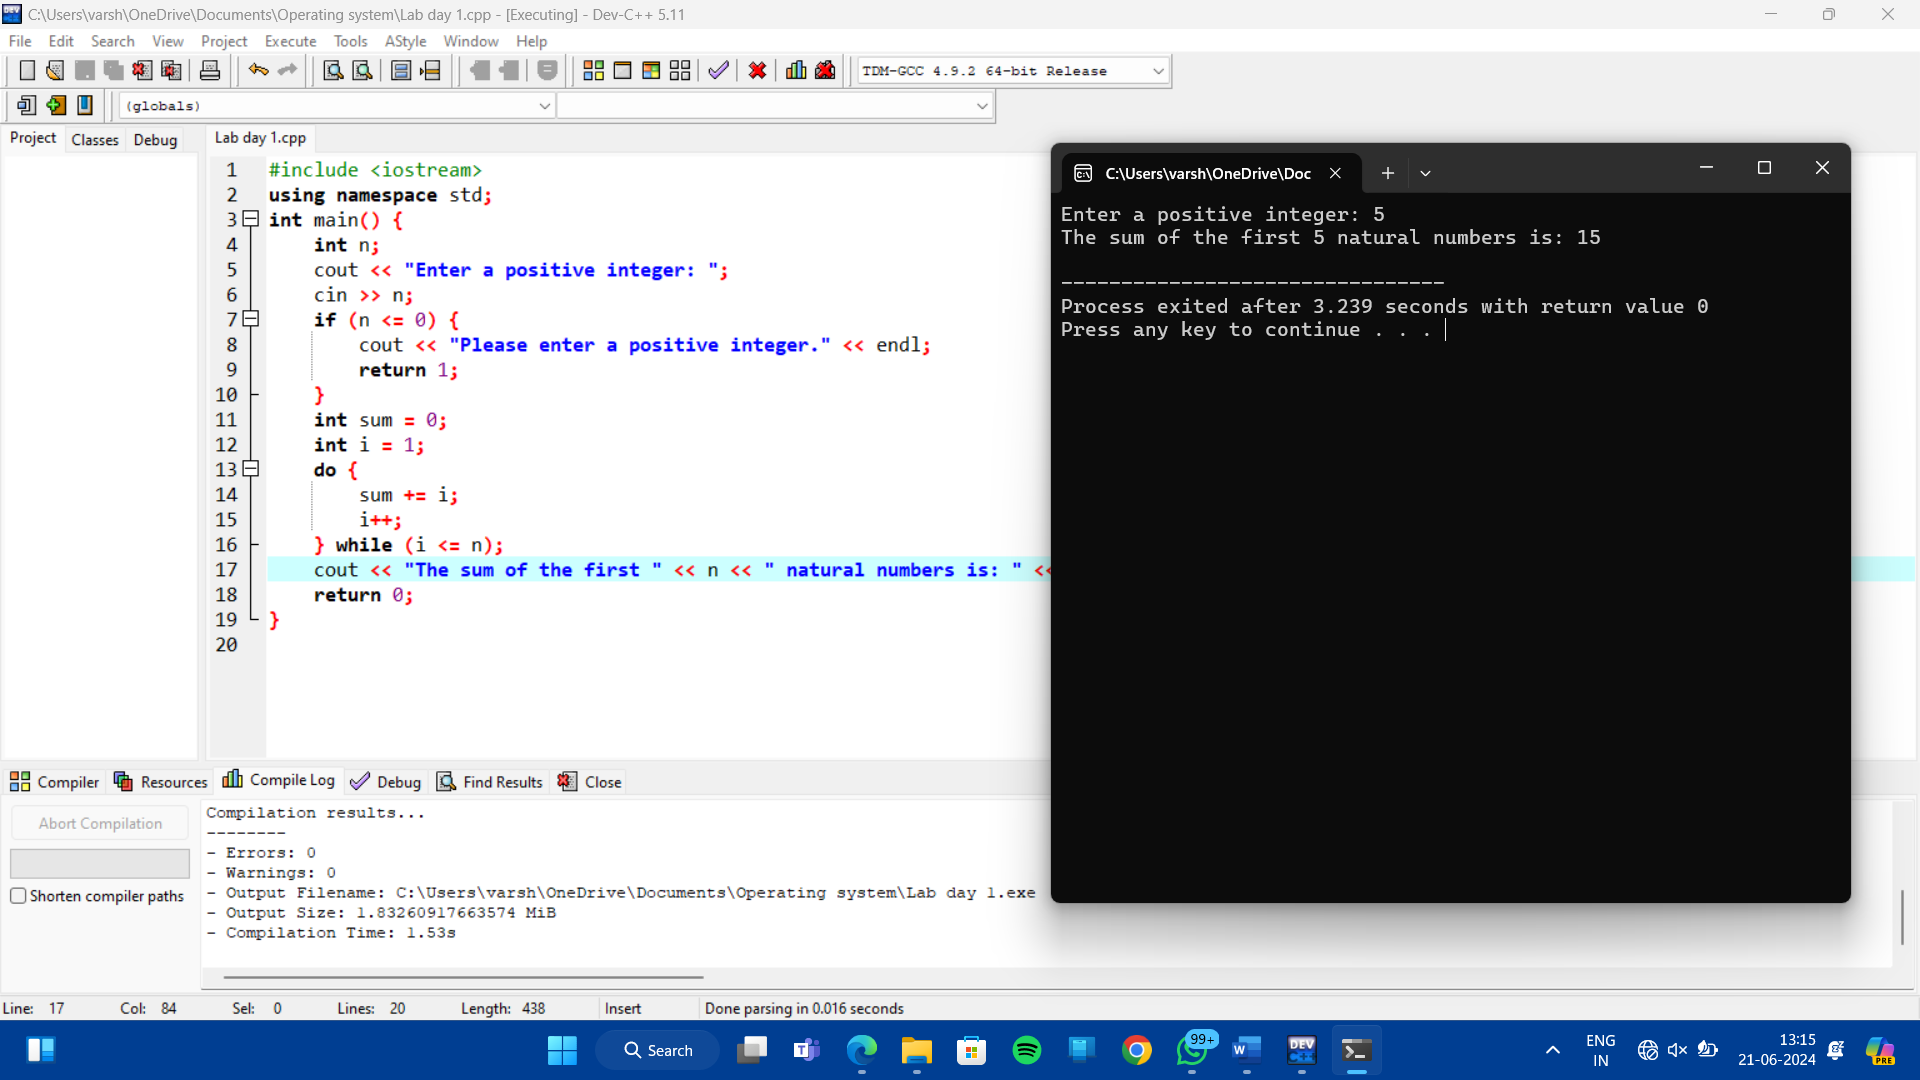 C:\Users\varsh\OneDrive\Documents\Operating system\Lab day 1.cpp - [Executing] - Dev-C++ 5.11
File Edit Search View Project Execute Tools AStyle Window Help
TDM-GCC 4.9.2 64-bit Release
(globals)
Project Classes Debug
Lab day 1.cpp
1 #include <iostream>
2 using namespace std;
3 int main() {
4 int n;
5 cout << "Enter a positive integer: ";
6 cin >> n;
7 if (n <= 0) {
8 cout << "Please enter a positive integer." << endl;
9 return 1;
10 }
11 int sum = 0;
12 int i = 1;
13 do {
14 sum += i;
15 i++;
16 } while (i <= n);
17 cout << "The sum of the first " << n << " natural numbers is: " <<
18 return 0;
19 }
20
C:\Users\varsh\OneDrive\Doc
Enter a positive integer: 5
The sum of the first 5 natural numbers is: 15
--------------------------------
Process exited after 3.239 seconds with return value 0
Press any key to continue . . .
Compiler Resources Compile Log Debug Find Results Close
Abort Compilation
Shorten compiler paths
Compilation results...
--------
- Errors: 0
- Warnings: 0
- Output Filename: C:\Users\varsh\OneDrive\Documents\Operating system\Lab day 1.exe
- Output Size: 1.83260917663574 MiB
- Compilation Time: 1.53s
Line: 17 Col: 84 Sel: 0 Lines: 20 Length: 438 Insert Done parsing in 0.016 seconds
Search
99+
DEV
C++
ENG
IN
13:15
21-06-2024
PRE